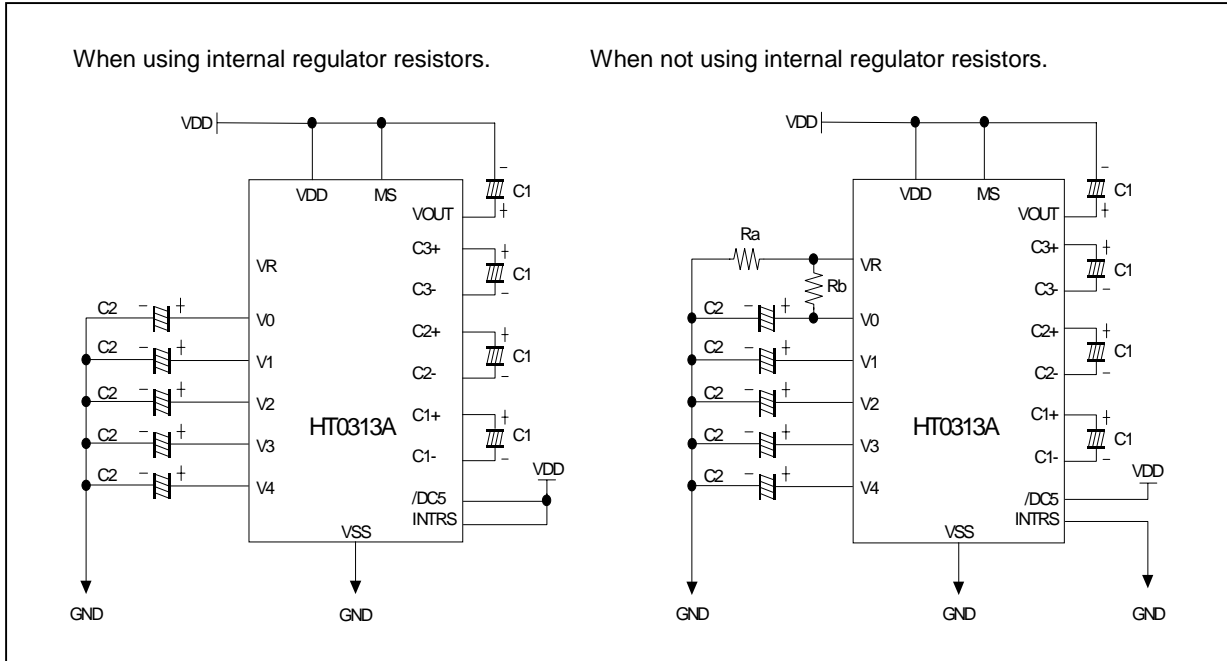 When using internal regulator resistors.
VDD
VDD MS
- C1
VOUT +
VR
C3+ +
C1
C3- -
C2 - + V0
C2+ +
C2 - + V1
C1
C2- -
C2 - + V2
C1+ +
HT0313A
C1
C2 - + V3
C1- -
VDD
C2 - + V4
/DC5
INTRS
VSS
GND GND
When not using internal regulator resistors.
VDD
VDD MS
- C1
VOUT +
Ra
VR
C3+ +
C1
Rb
C3- -
C2 - + V0
C2+ +
C2 - + V1
C1
C2- -
C2 - + V2
C1+ +
HT0313A
C1
C2 - + V3
C1- -
VDD
C2 - + V4
/DC5
INTRS
VSS
GND GND GND